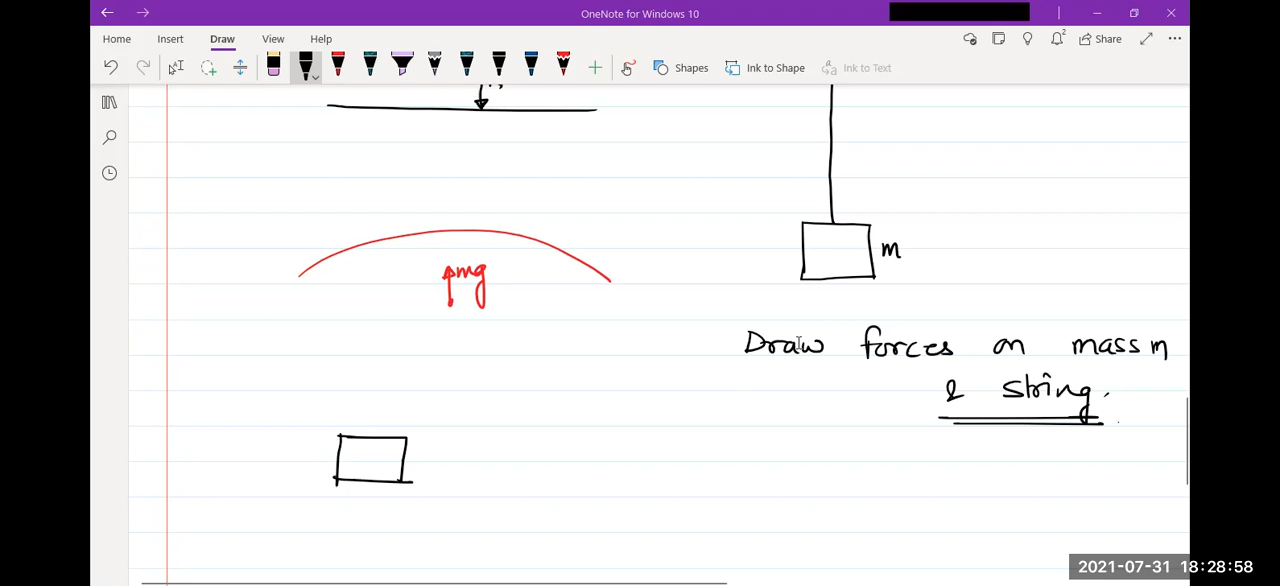 OneNote for Windows 10
Home Insert Draw View Help
Share
Shapes Ink to Shape Ink to Text
m
mg
Draw forces on mass m
& string.
2021-07-31 18:28:58